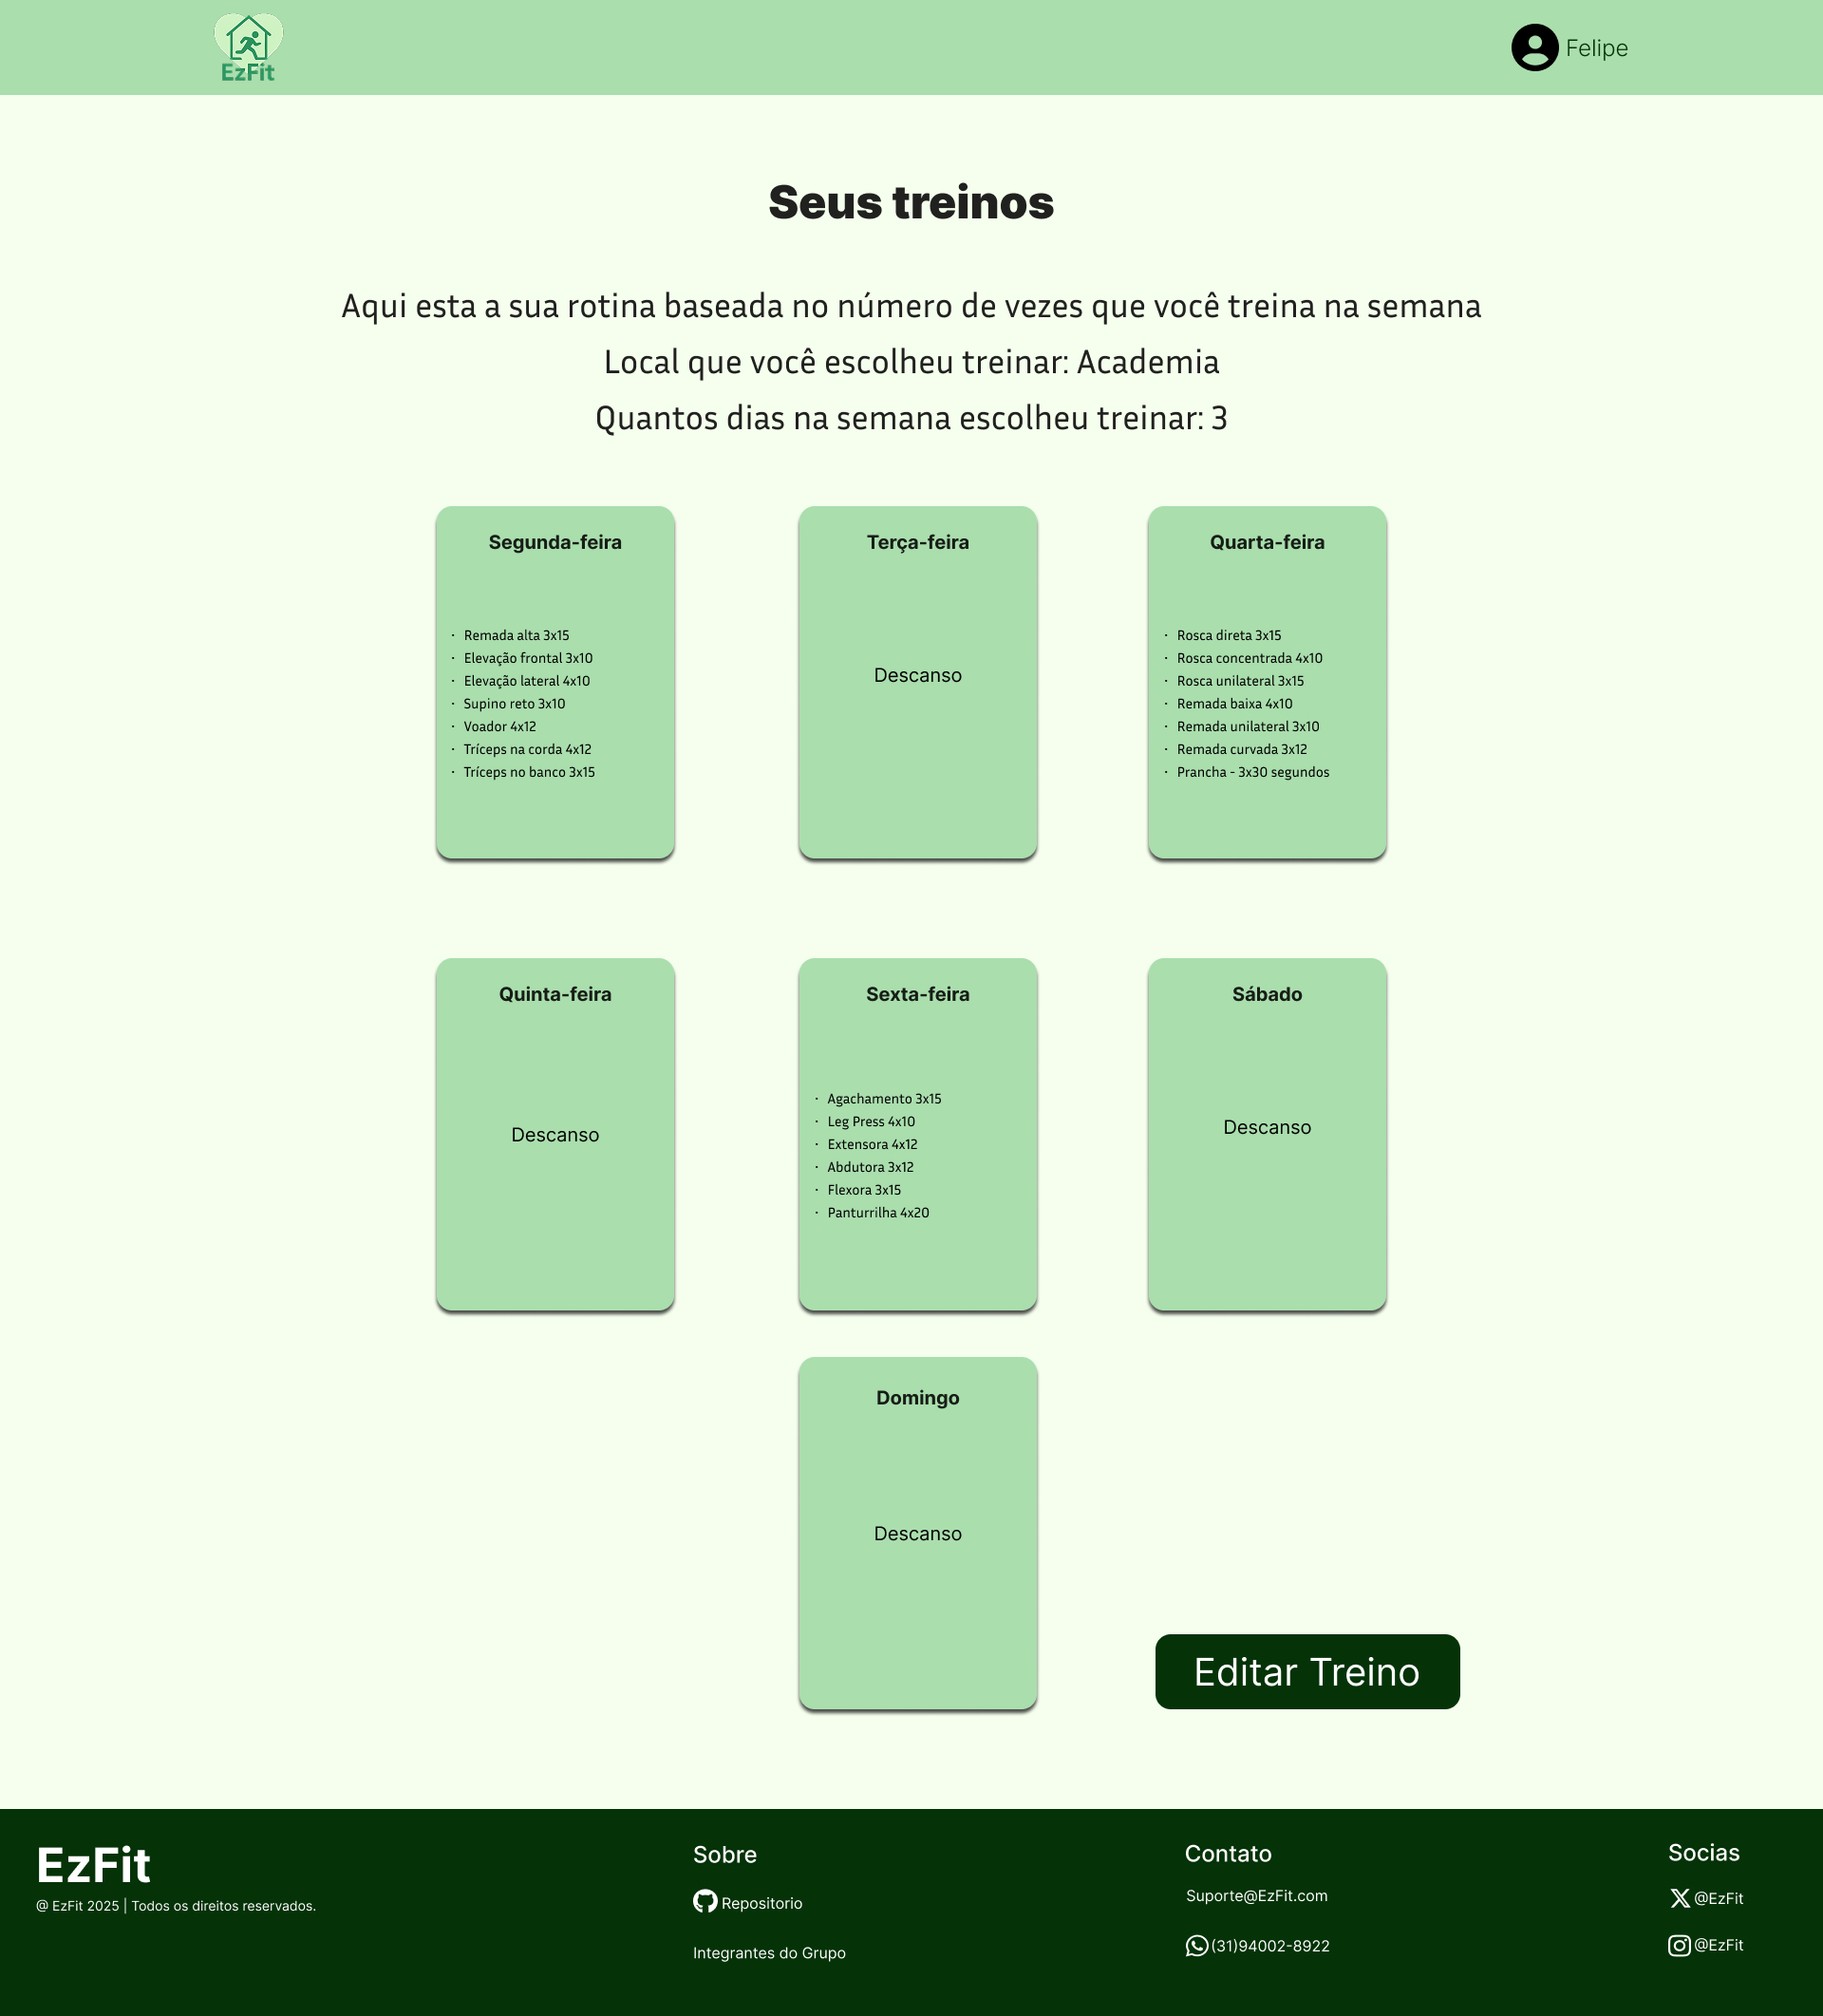 EzFit
Felipe
Seus treinos
Aqui esta a sua rotina baseada no número de vezes que você treina na semana
Local que você escolheu treinar: Academia
Quantos dias na semana escolheu treinar: 3
Segunda-feira
· Remada alta 3x15
· Elevação frontal 3x10
· Elevação lateral 4x10
· Supino reto 3x10
· Voador 4x12
· Tríceps na corda 4x12
· Tríceps no banco 3x15
Terça-feira
Descanso
Quarta-feira
· Rosca direta 3x15
· Rosca concentrada 4x10
· Rosca unilateral 3x15
· Remada baixa 4x10
· Remada unilateral 3x10
· Remada curvada 3x12
· Prancha - 3x30 segundos
Quinta-feira
Descanso
Sexta-feira
· Agachamento 3x15
· Leg Press 4x10
· Extensora 4x12
· Abdutora 3x12
· Flexora 3x15
· Panturrilha 4x20
Sábado
Descanso
Domingo
Descanso
Editar Treino
EzFit
@ EzFit 2025 | Todos os direitos reservados.
Sobre
Repositorio
Integrantes do Grupo
Contato
Suporte@EzFit.com
(31)94002-8922
Socias
@EzFit
@EzFit